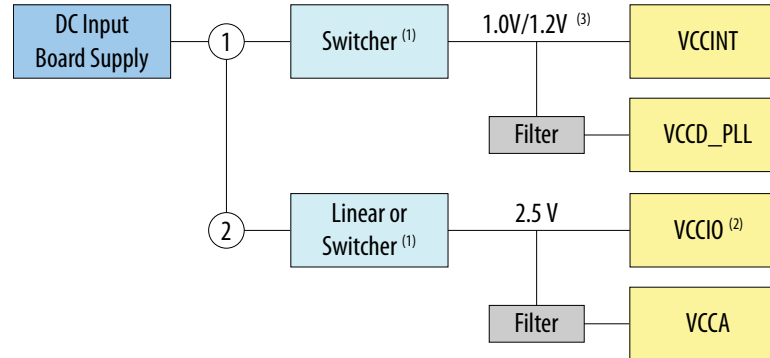 DC Input
Board Supply
1
Switcher (1)
1.0V/1.2V (3)
VCCINT
Filter
VCCD_PLL
2
Linear or
Switcher (1)
2.5 V
VCCIO (2)
Filter
VCCA